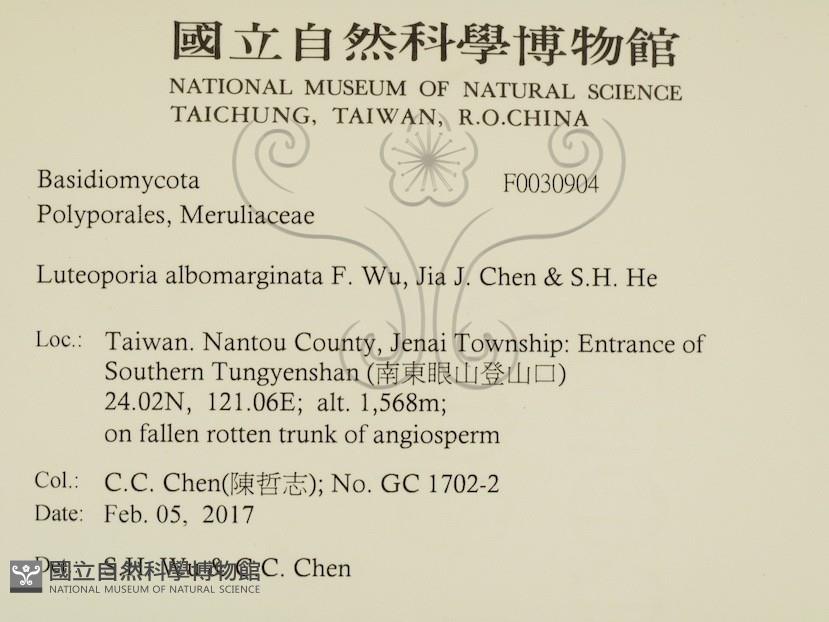 國立自然科學博物館
NATIONAL MUSEUM OF NATURAL SCIENCE
TAICHUNG, TAIWAN, R.O.CHINA
Basidiomycota F0030904
Polyporales, Meruliaceae
Luteoporia albomarginata F. Wu, Jia J. Chen & S.H. He
Loc.: Taiwan. Nantou County, Jenai Township: Entrance of
Southern Tungyenshan (南東眼山登山口)
24.02N, 121.06E; alt. 1,568m;
on fallen rotten trunk of angiosperm
Col.: C.C. Chen(陳哲志); No. GC 1702-2
Date: Feb. 05, 2017
Det.: S.H. Wu & C.C. Chen
國立自然科學博物館
NATIONAL MUSEUM OF NATURAL SCIENCE